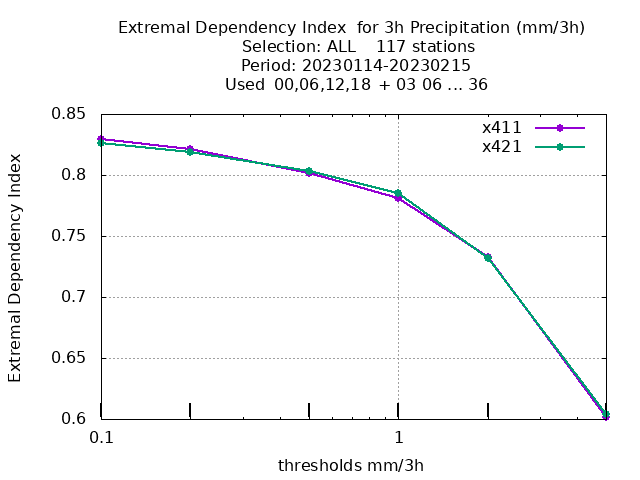 Extremal Dependency Index  for 3h Precipitation (mm/3h)
Selection: ALL    117 stations
Period: 20230114-20230215
Used  00,06,12,18  + 03 06 ... 36
x411
x421
Extremal Dependency Index
0.85
0.8
0.75
0.7
0.65
0.6
0.1
1
thresholds mm/3h